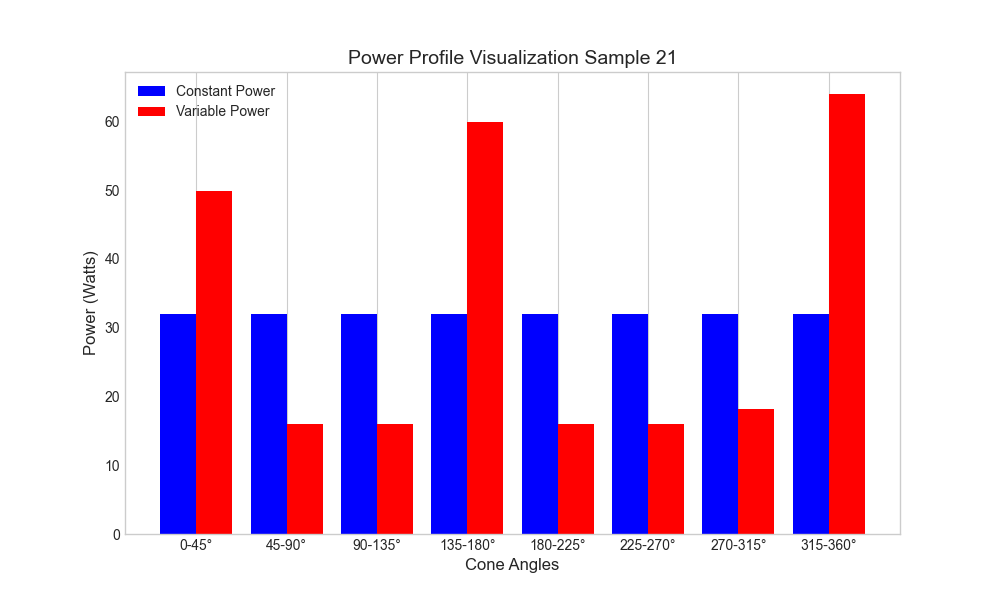 Power Profile Visualization Sample 21
Constant Power
Variable Power
Power (Watts)
60
50
40
30
20
10
0
0-45° 45-90° 90-135° 135-180° 180-225° 225-270° 270-315° 315-360°
Cone Angles